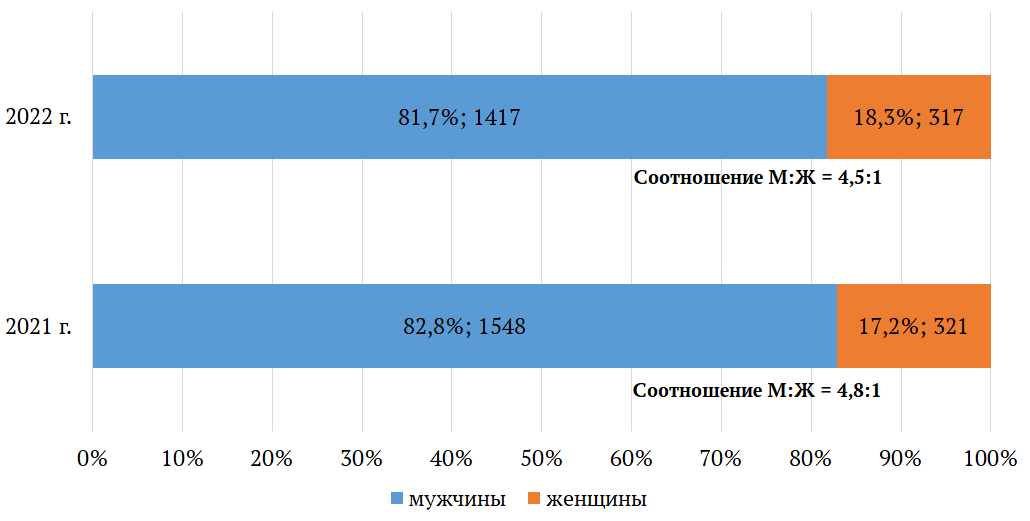 2022 г.
81,7%; 1417
18,3%; 317
Соотношение М:Ж = 4,5:1
2021 г.
82,8%; 1548
17,2%; 321
Соотношение М:Ж = 4,8:1
0% 10% 20% 30% 40% 50% 60% 70% 80% 90% 100%
мужчины женщины